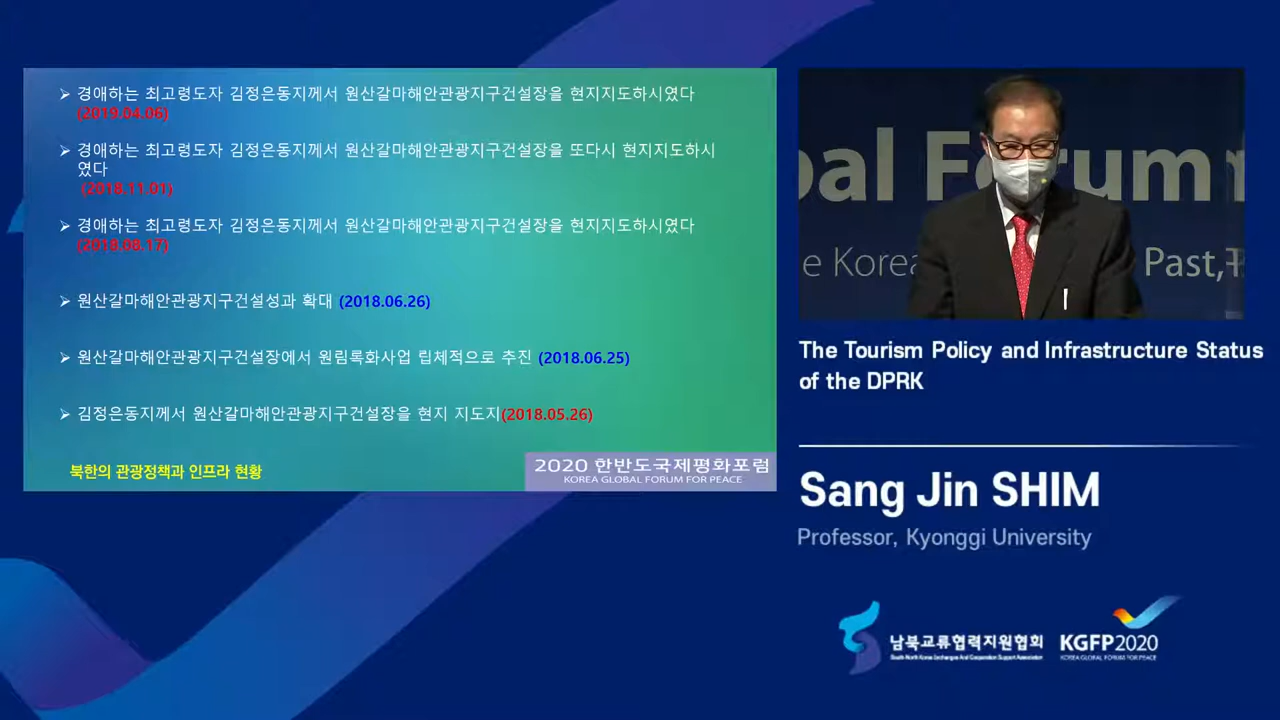 ➢ 경애하는 최고령도자 김정은동지께서 원산갈마해안관광지구건설장을 현지지도하시였다
(2019.04.06)
➢ 경애하는 최고령도자 김정은동지께서 원산갈마해안관광지구건설장을 또다시 현지지도하시
였다
(2018.11.01)
➢ 경애하는 최고령도자 김정은동지께서 원산갈마해안관광지구건설장을 현지지도하시였다
(2018.08.17)
➢ 원산갈마해안관광지구건설성과 확대 (2018.06.26)
➢ 원산갈마해안관광지구건설장에서 원림록화사업 립체적으로 추진 (2018.06.25)
➢ 김정은동지께서 원산갈마해안관광지구건설장을 현지 지도지(2018.05.26)
북한의 관광정책과 인프라 현황
2020 한반도국제평화포럼
KOREA GLOBAL FORUM FOR PEACE
bal Forum
e Korea Past,
The Tourism Policy and Infrastructure Status
of the DPRK
Sang Jin SHIM
Professor, Kyonggi University
남북교류협력지원협회
South-North Korea Exchanges And Cooperation Support Association
KGFP2020
KOREA GLOBAL FORUM FOR PEACE